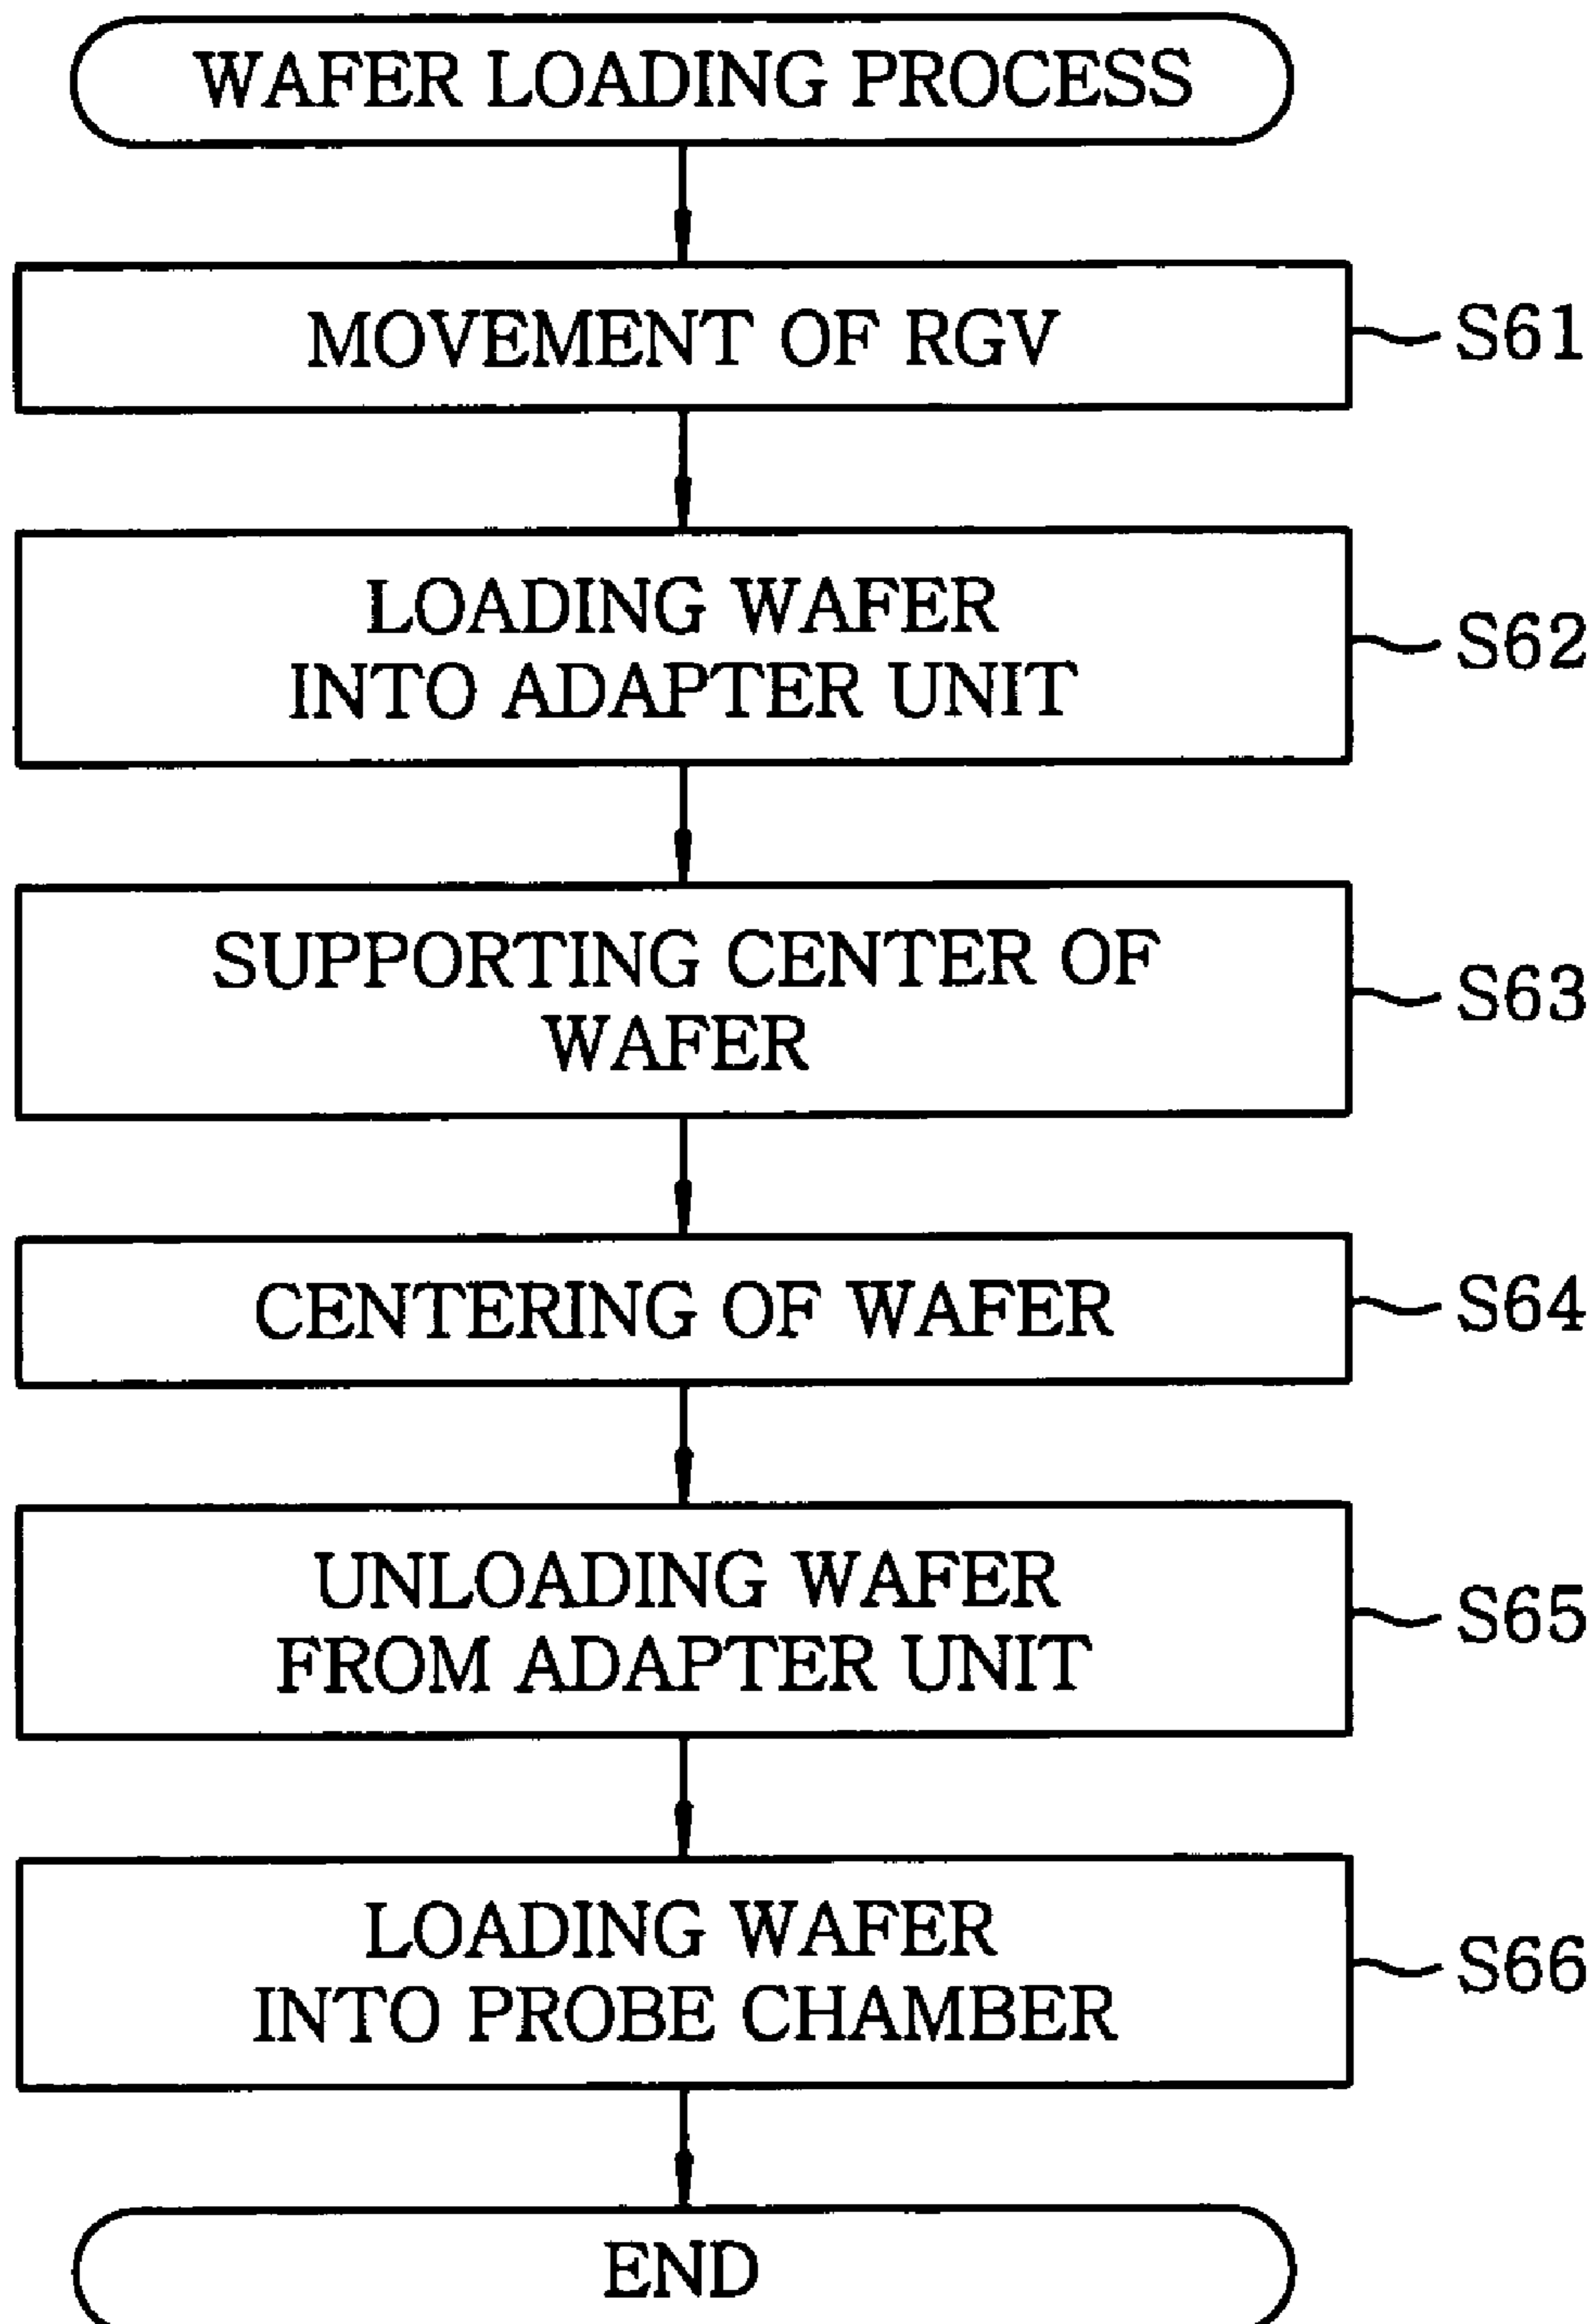 WAFER LOADING PROCESS
MOVEMENT OF RGV
S61
LOADING WAFER
INTO ADAPTER UNIT
S62
SUPPORTING CENTER OF
WAFER
S63
CENTERING OF WAFER
S64
UNLOADING WAFER
FROM ADAPTER UNIT
S65
LOADING WAFER
INTO PROBE CHAMBER
S66
END